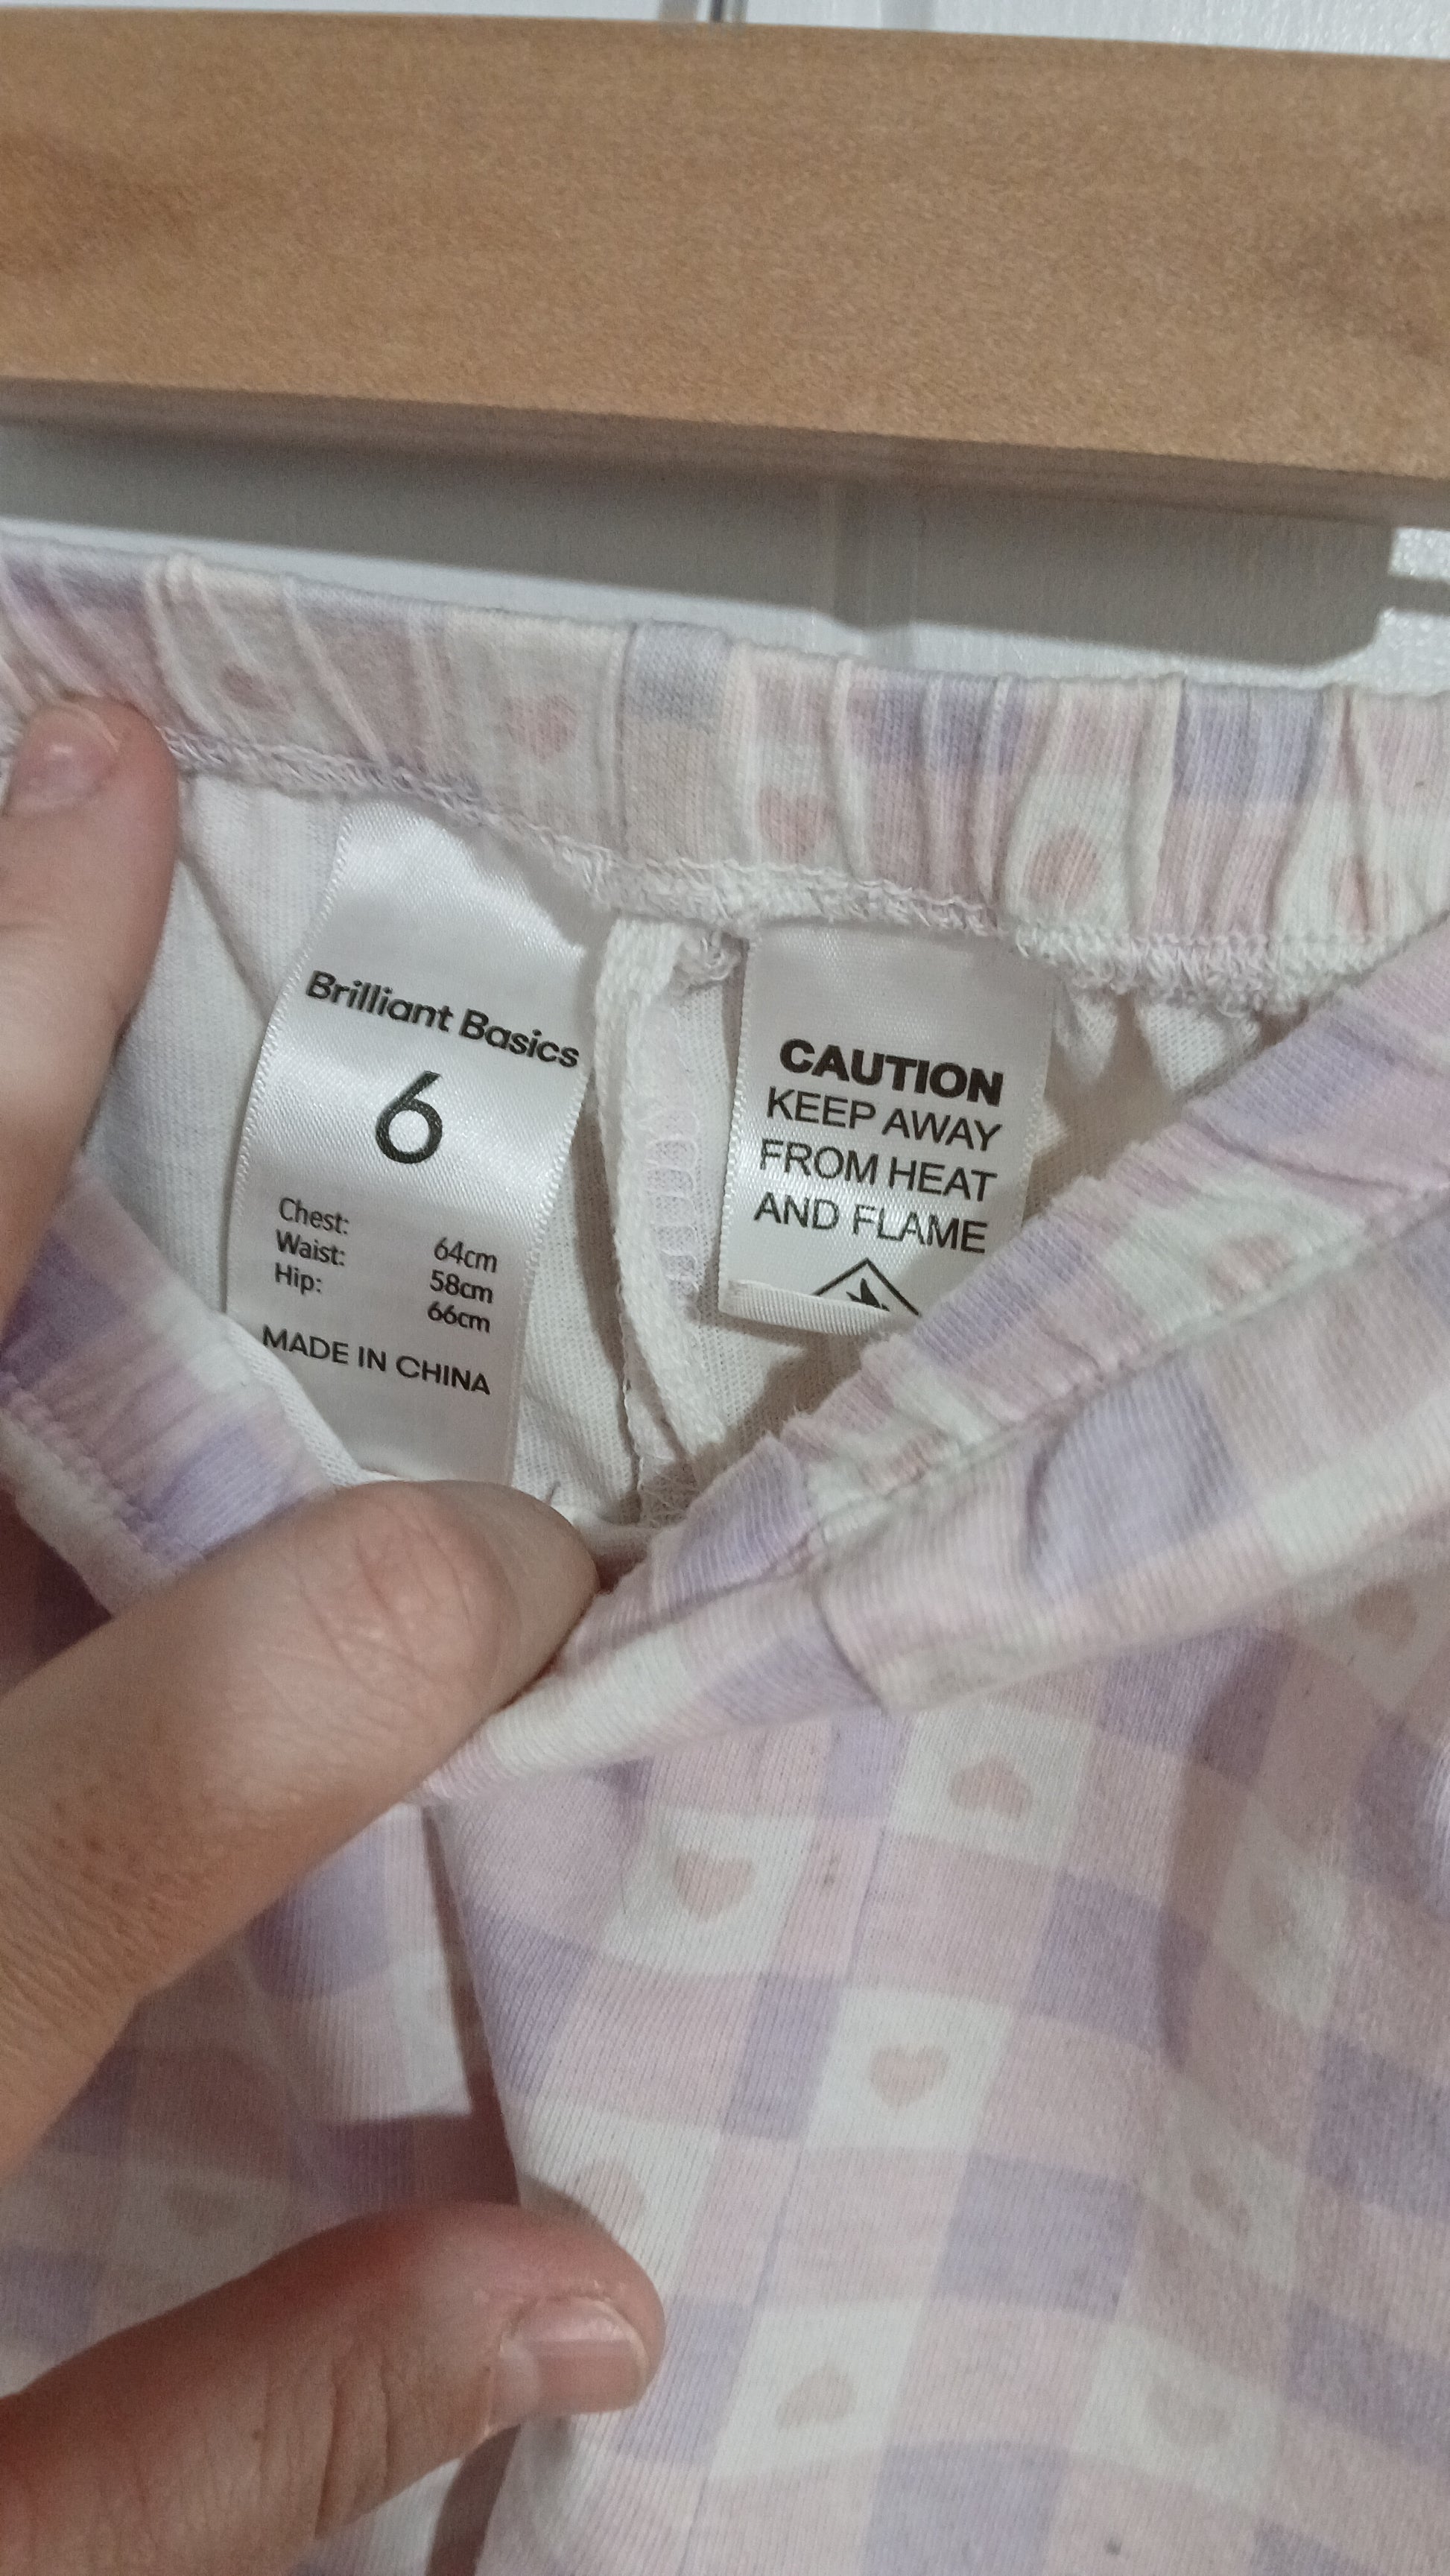 Brilliant Basics
6
Chest: 64cm
Waist: 58cm
Hip: 66cm
MADE IN CHINA
CAUTION
KEEP AWAY
FROM HEAT
AND FLAME